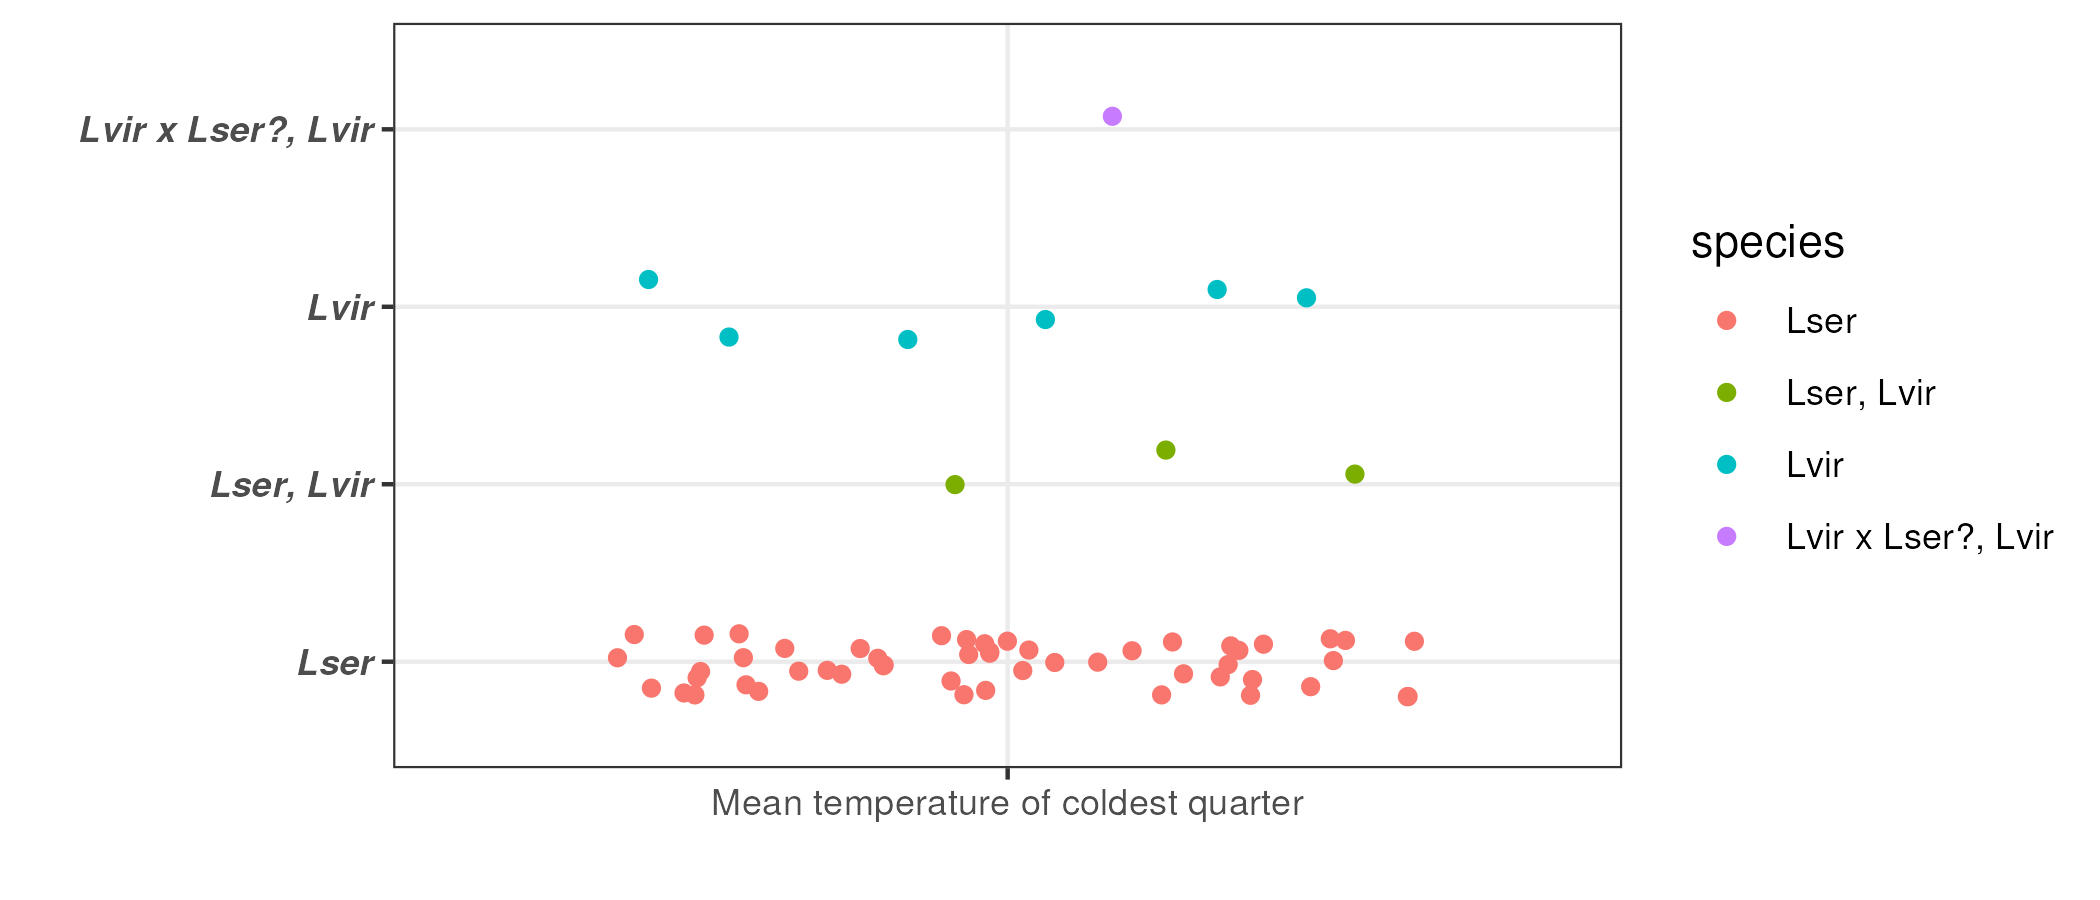 Lvir x Lser?, Lvir
Lvir
Lser, Lvir
Lser
Mean temperature of coldest quarter
species
Lser
Lser, Lvir
Lvir
Lvir x Lser?, Lvir